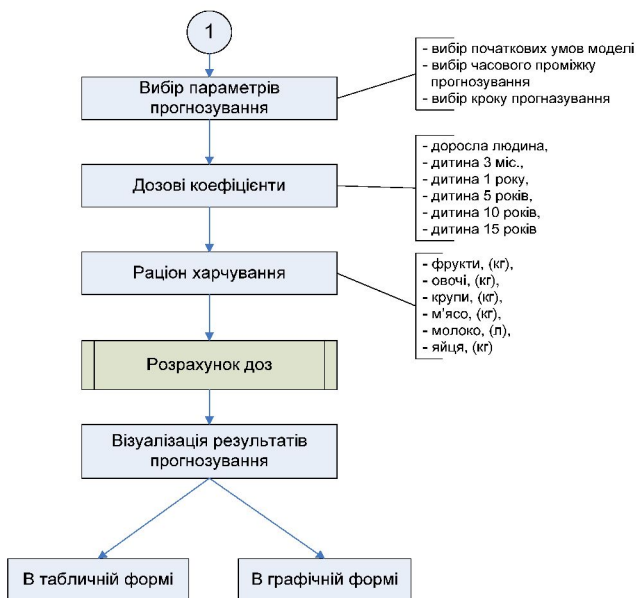 1
Вибір параметрів
прогнозування
- вибір початкових умов моделі
- вибір часового проміжку
прогнозування
- вибір кроку прогназування
Дозові коефіцієнти
- доросла людина,
- дитина 3 міс.,
- дитина 1 року,
- дитина 5 років,
- дитина 10 років,
- дитина 15 років
Раціон харчування
- фрукти, (кг),
- овочі, (кг),
- крупи, (кг),
- м'ясо, (кг),
- молоко, (л),
- яйця, (кг)
Розрахунок доз
Візуалізація результатів
прогнозування
В табличній формі
В графічній формі